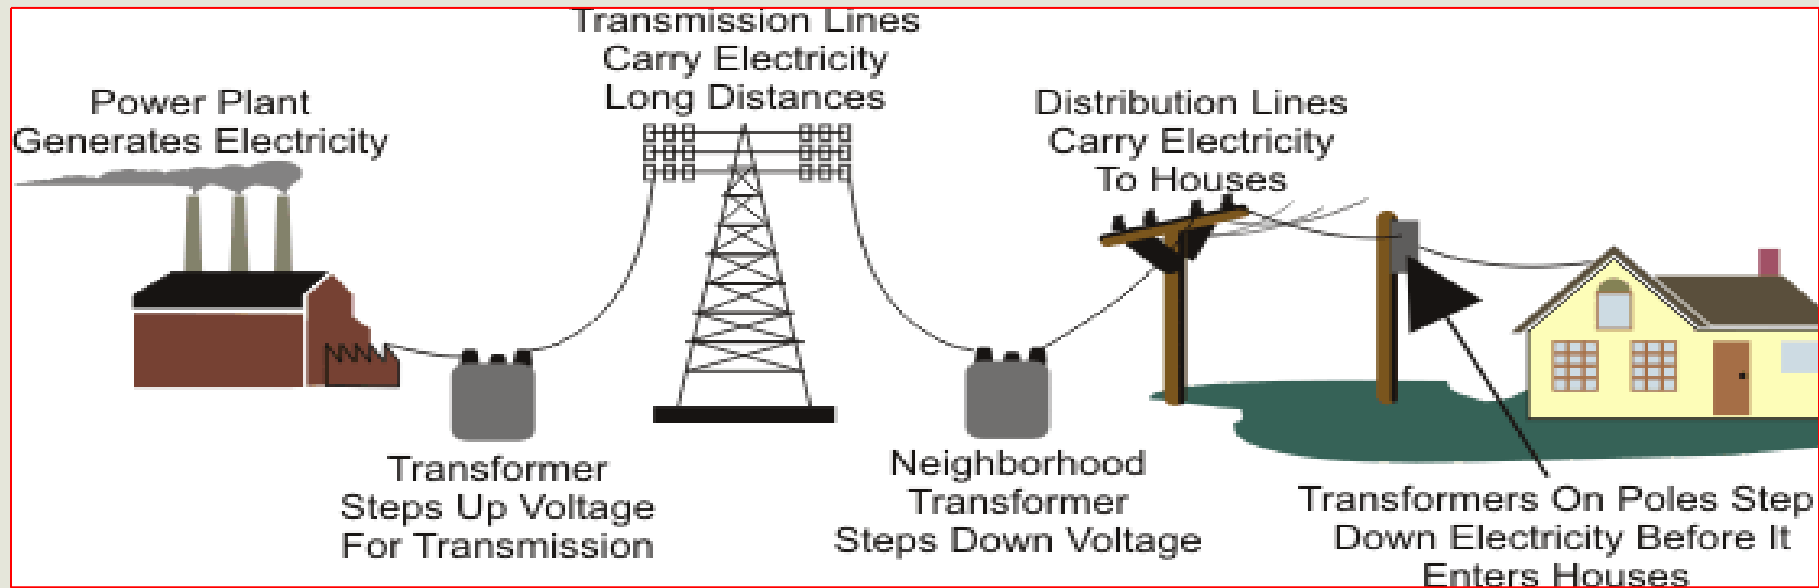 Power Plant
Generates Electricity
Transformer
Steps Up Voltage
For Transmission
Transmission Lines
Carry Electricity
Long Distances
Neighborhood
Transformer
Steps Down Voltage
Distribution Lines
Carry Electricity
To Houses
Transformers On Poles Step
Down Electricity Before It
Enters Houses